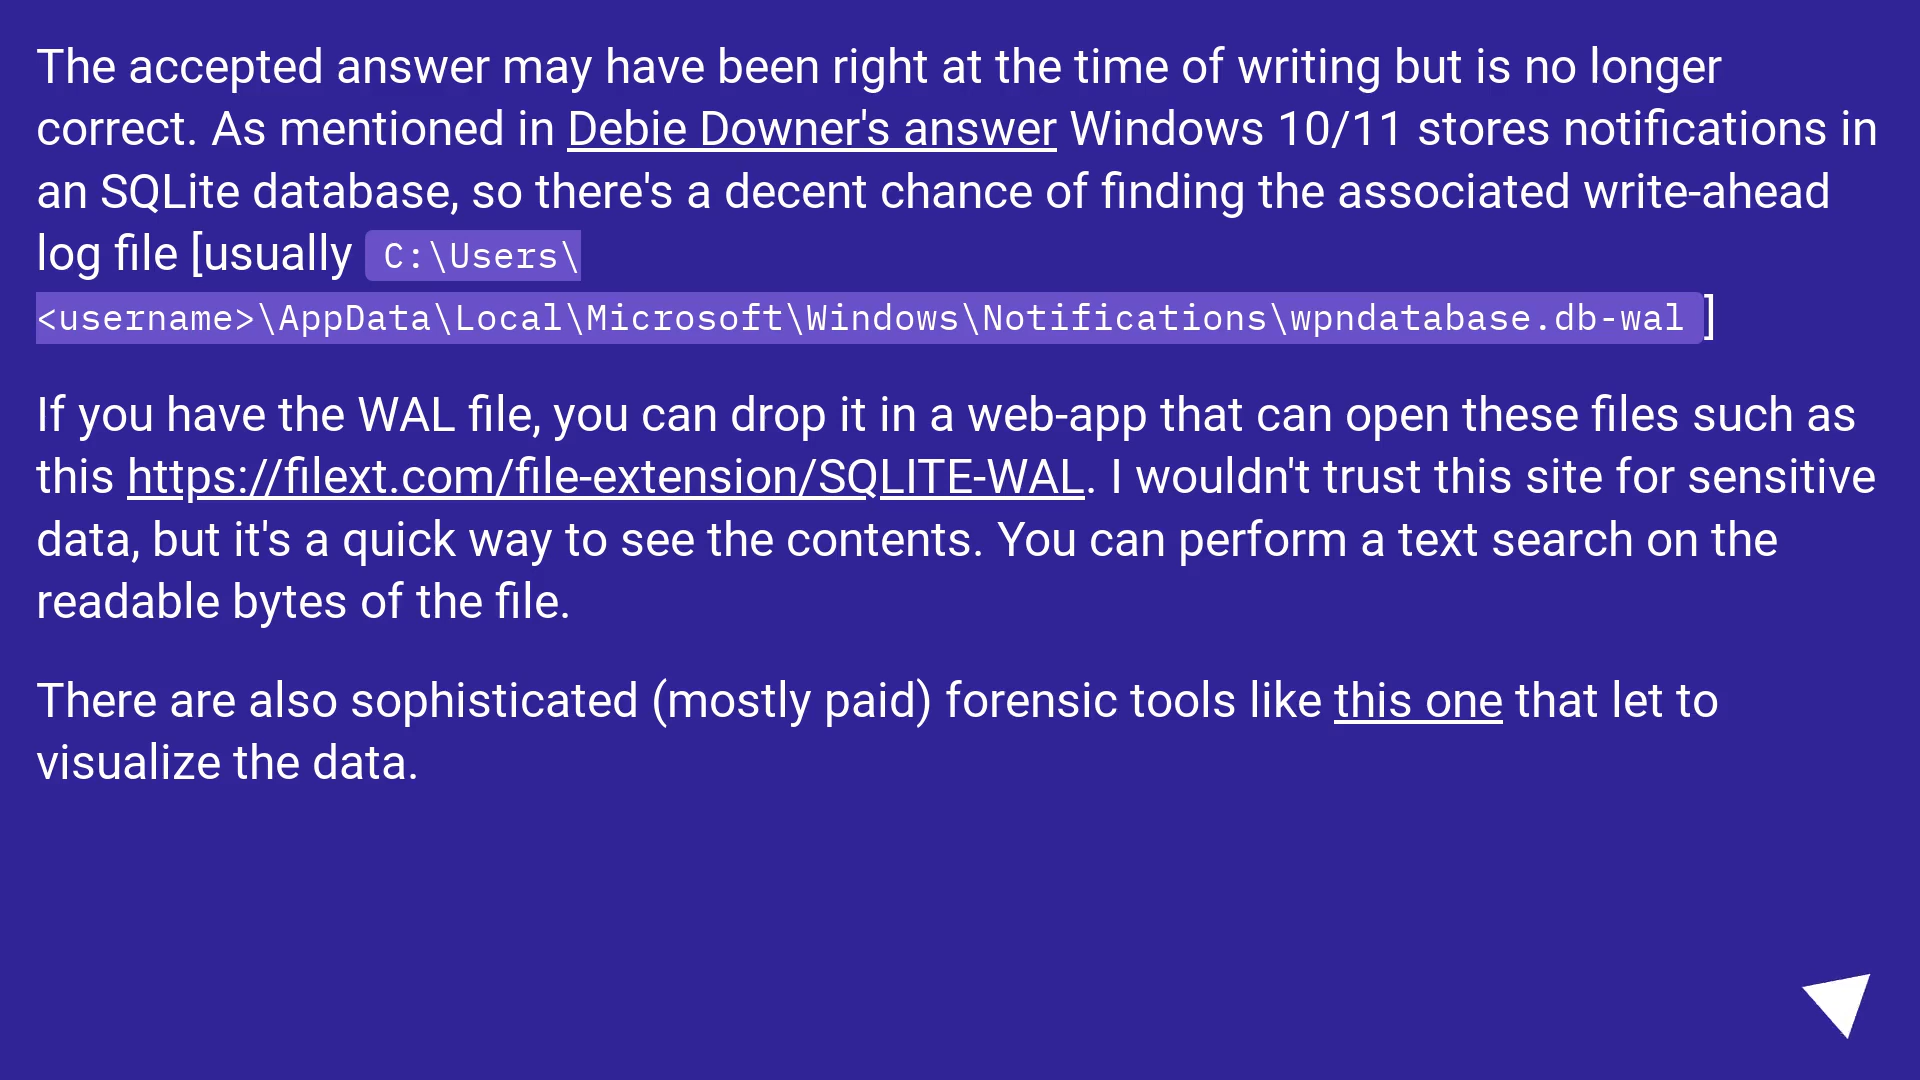 The accepted answer may have been right at the time of writing but is no longer
correct. As mentioned in Debie Downer's answer Windows 10/11 stores notifications in
an SQLite database, so there's a decent chance of finding the associated write-ahead
log file [usually C:\Users\
<username>\AppData\Local\Microsoft\Windows\Notifications\wpndatabase.db-wal ]
If you have the WAL file, you can drop it in a web-app that can open these files such as
this https://filext.com/file-extension/SQLITE-WAL. I wouldn't trust this site for sensitive
data, but it's a quick way to see the contents. You can perform a text search on the
readable bytes of the file.
There are also sophisticated (mostly paid) forensic tools like this one that let to
visualize the data.